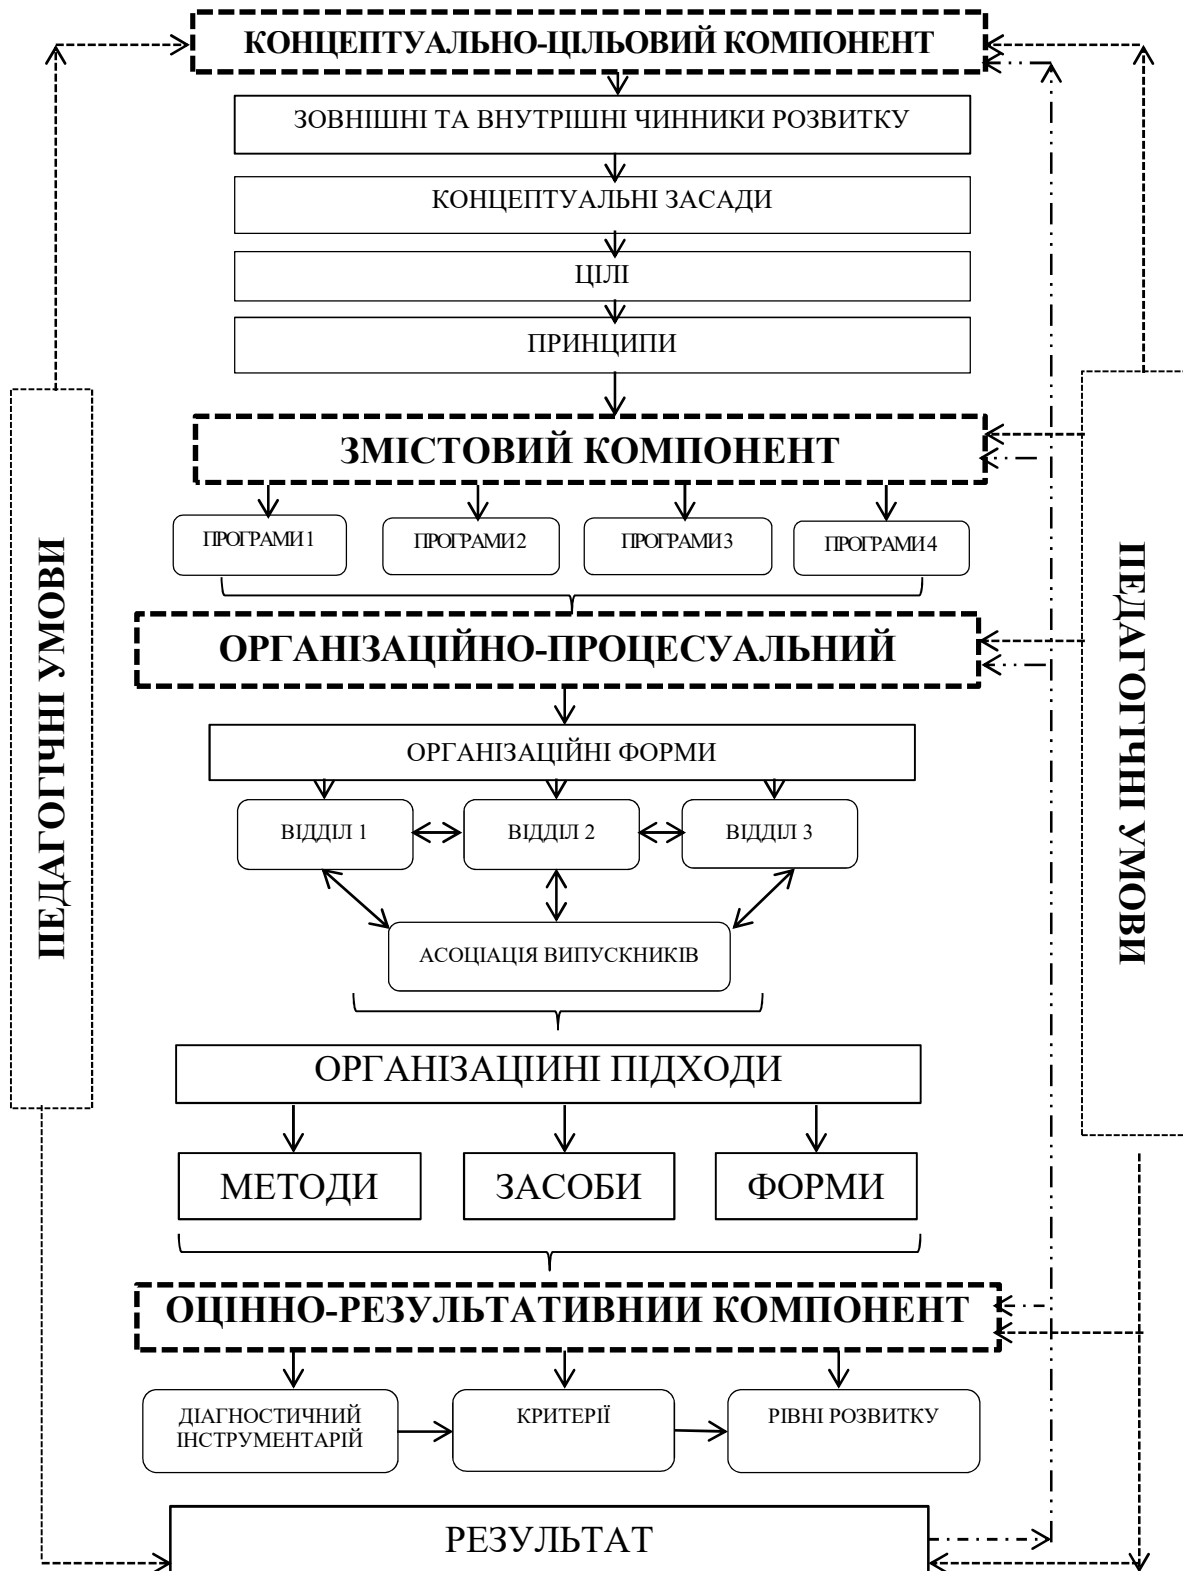 КОНЦЕПТУАЛЬНО-ЦІЛЬОВИЙ КОМПОНЕНТ
ЗОВНІШНІ ТА ВНУТРІШНІ ЧИННИКИ РОЗВИТКУ
КОНЦЕПТУАЛЬНІ ЗАСАДИ
ЦІЛІ
ПРИНЦИПИ
ЗМІСТОВИЙ КОМПОНЕНТ
ПРОГРАМИ 1
ПРОГРАМИ 2
ПРОГРАМИ 3
ПРОГРАМИ 4
ПЕДАГОГІЧНІ УМОВИ
ПЕДАГОГІЧНІ УМОВИ
ОРГАНІЗАЦІЙНО-ПРОЦЕСУАЛЬНИЙ
ОРГАНІЗАЦІЙНІ ФОРМИ
ВІДДІЛ 1
ВІДДІЛ 2
ВІДДІЛ 3
АСОЦІАЦІЯ ВИПУСКНИКІВ
ОРГАНІЗАЦІИНІ ПІДХОДИ
МЕТОДИ
ЗАСОБИ
ФОРМИ
ОЦІННО-РЕЗУЛЬТАТИВНИИ КОМПОНЕНТ
ДІАГНОСТИЧНИЙ
ІНСТРУМЕНТАРІЙ
КРИТЕРІЇ
РІВНІ РОЗВИТКУ
РЕЗУЛЬТАТ